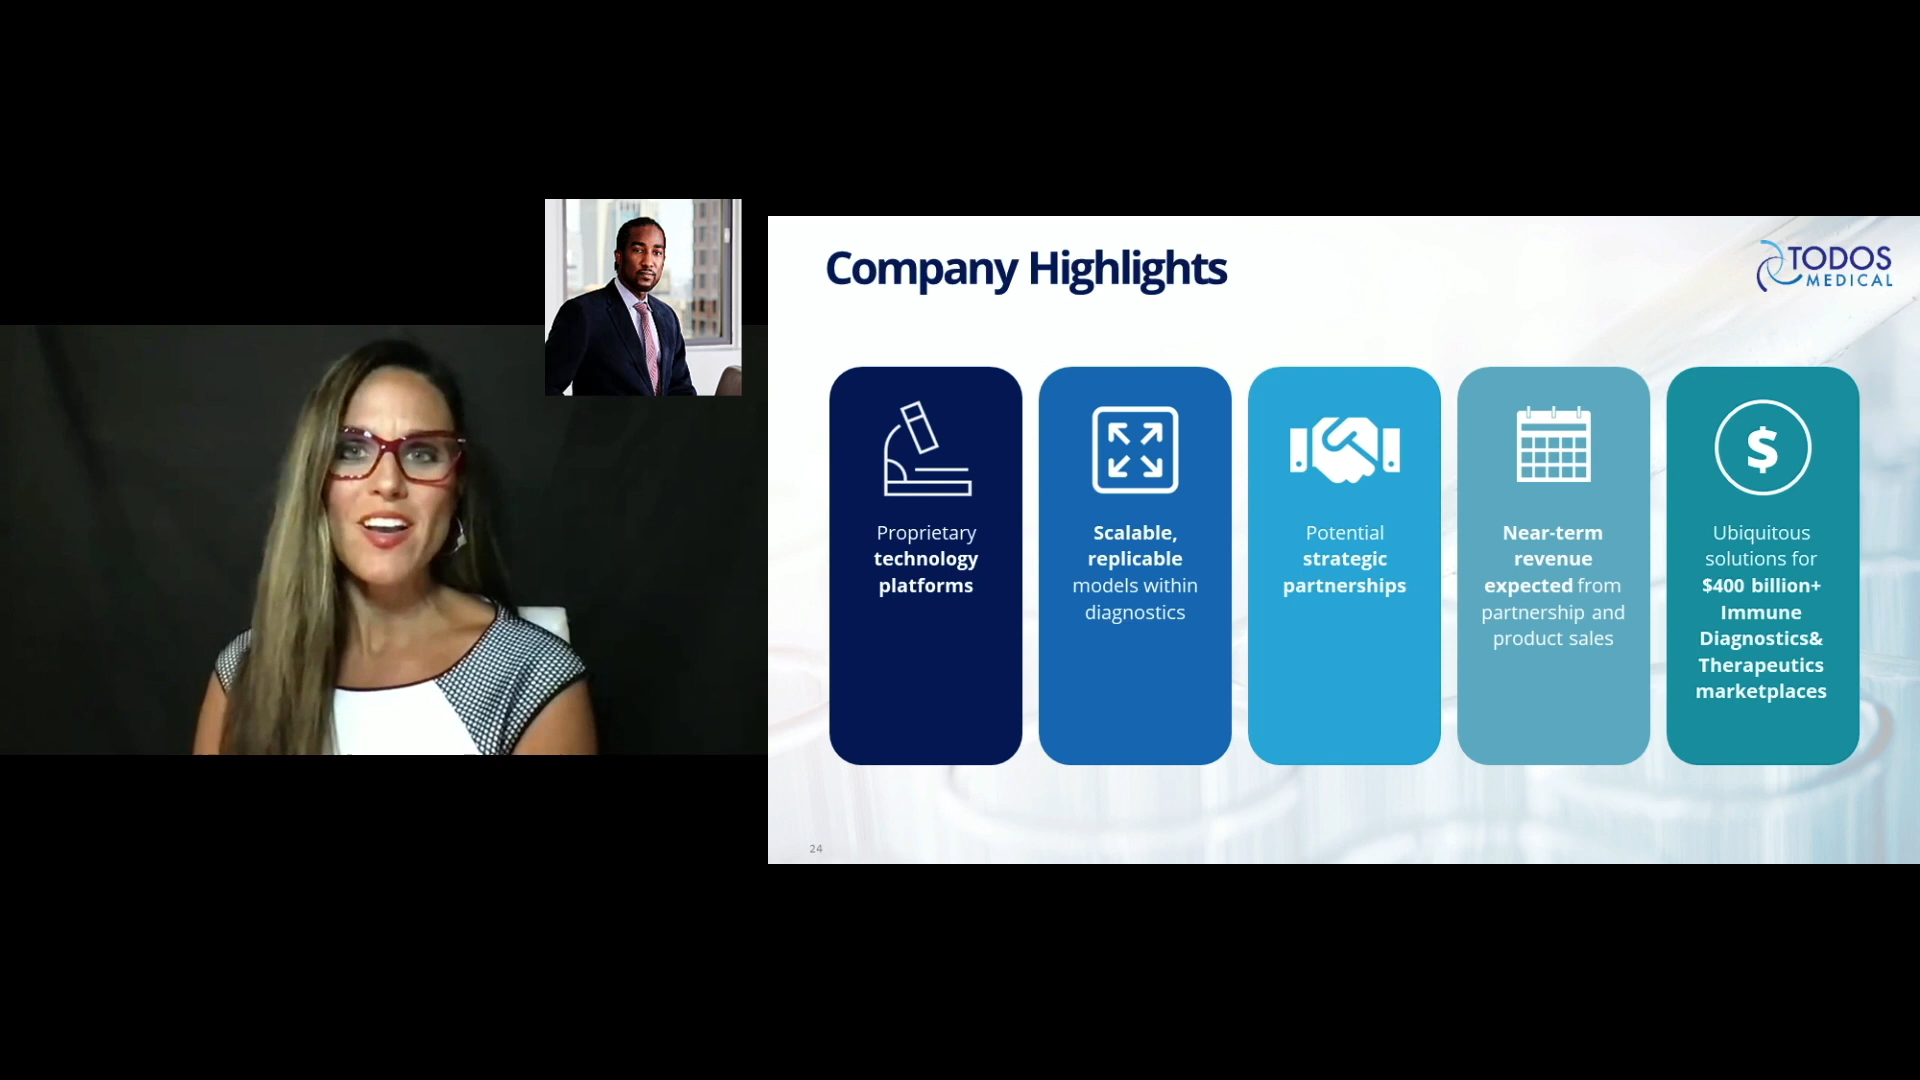 Company Highlights
TODOS
MEDICAL
Proprietary
technology
platforms
Scalable,
replicable
models within
diagnostics
Potential
strategic
partnerships
Near-term
revenue
expected from
partnership and
product sales
$
Ubiquitous
solutions for
$400 billion+
Immune
Diagnostics&
Therapeutics
marketplaces
24